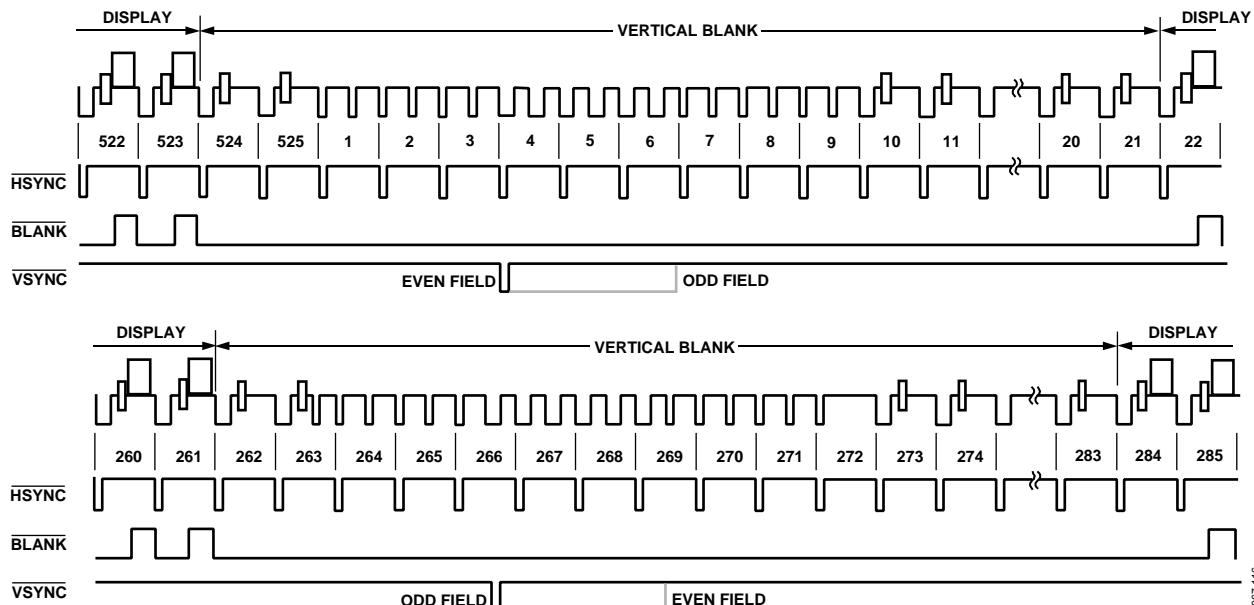 DISPLAY VERTICAL BLANK DISPLAY
522 523 524 525 1 2 3 4 5 6 7 8 9 10 11 20 21 22
HSYNC
BLANK
VSYNC
EVEN FIELD ODD FIELD
DISPLAY VERTICAL BLANK DISPLAY
260 261 262 263 264 265 266 267 268 269 270 271 272 273 274 283 284 285
HSYNC
BLANK
VSYNC
ODD FIELD EVEN FIELD